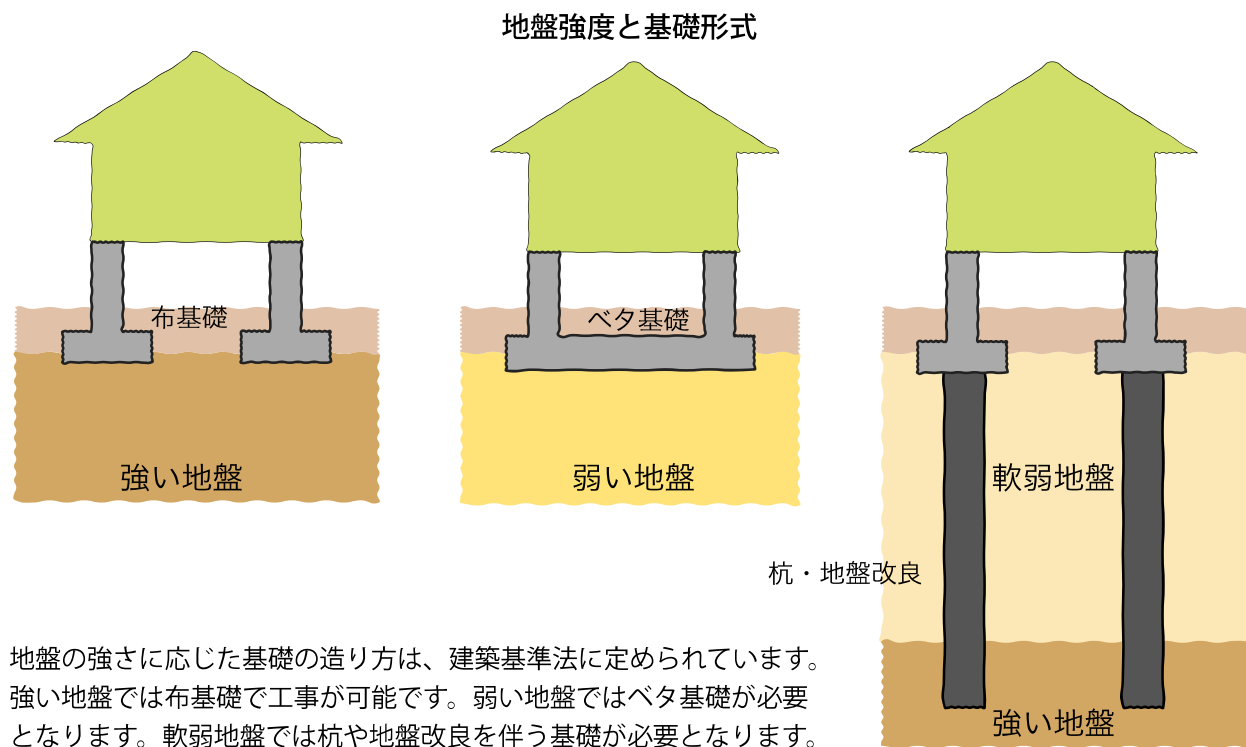 地盤強度と基礎形式
布基礎
ベタ基礎
強い地盤
弱い地盤
軟弱地盤
杭・地盤改良
強い地盤
地盤の強さに応じた基礎の造り方は、建築基準法に定められています。
強い地盤では布基礎で工事が可能です。弱い地盤ではベタ基礎が必要
となります。軟弱地盤では杭や地盤改良を伴う基礎が必要となります。